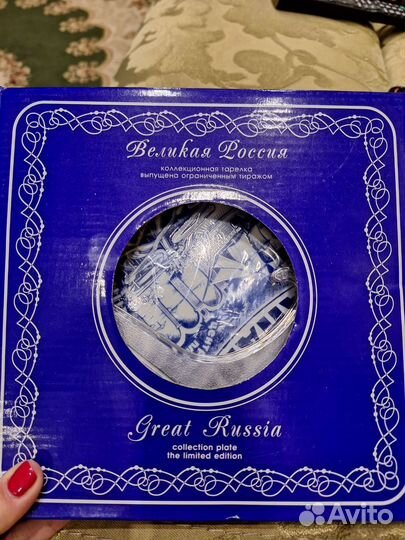 Великая Россия
коллекционная тарелка
выпущена ограниченным тиражом
Great Russia
collection plate
the limited edition
Avito